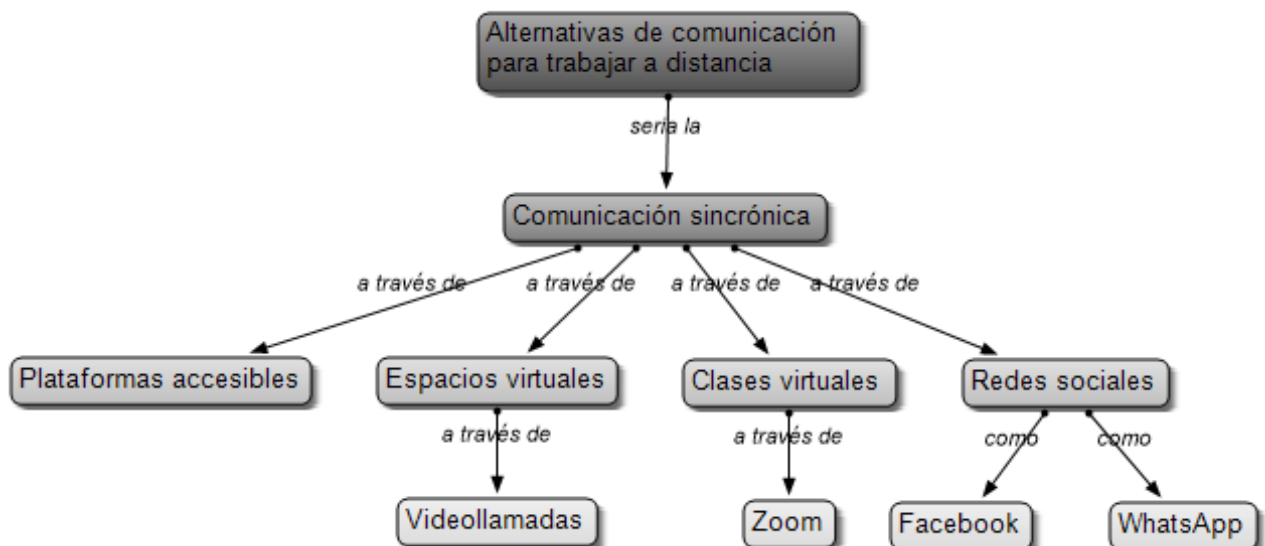 Alternativas de comunicación
para trabajar a distancia
sería la
Comunicación sincrónica
a través de
a través de
a través de
a través de
Plataformas accesibles
Espacios virtuales
Clases virtuales
Redes sociales
a través de
a través de
como
como
Videollamadas
Zoom
Facebook
WhatsApp